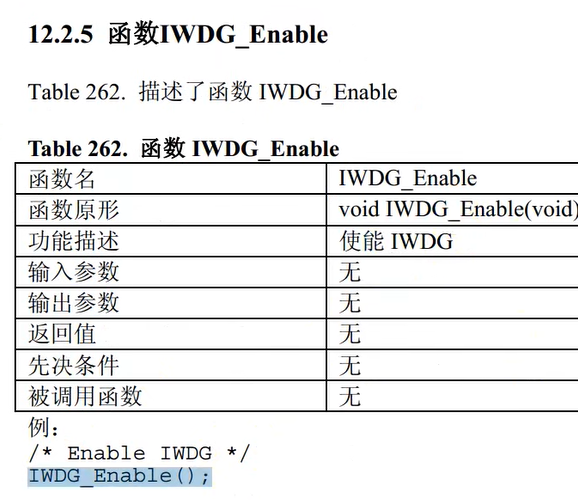 12.2.5 函数IWDG_Enable
Table 262. 描述了函数 IWDG_Enable
Table 262. 函数 IWDG_Enable
函数名 IWDG_Enable
函数原形 void IWDG_Enable(void)
功能描述 使能 IWDG
输入参数 无
输出参数 无
返回值 无
先决条件 无
被调用函数 无
例：
/* Enable IWDG */
IWDG_Enable();